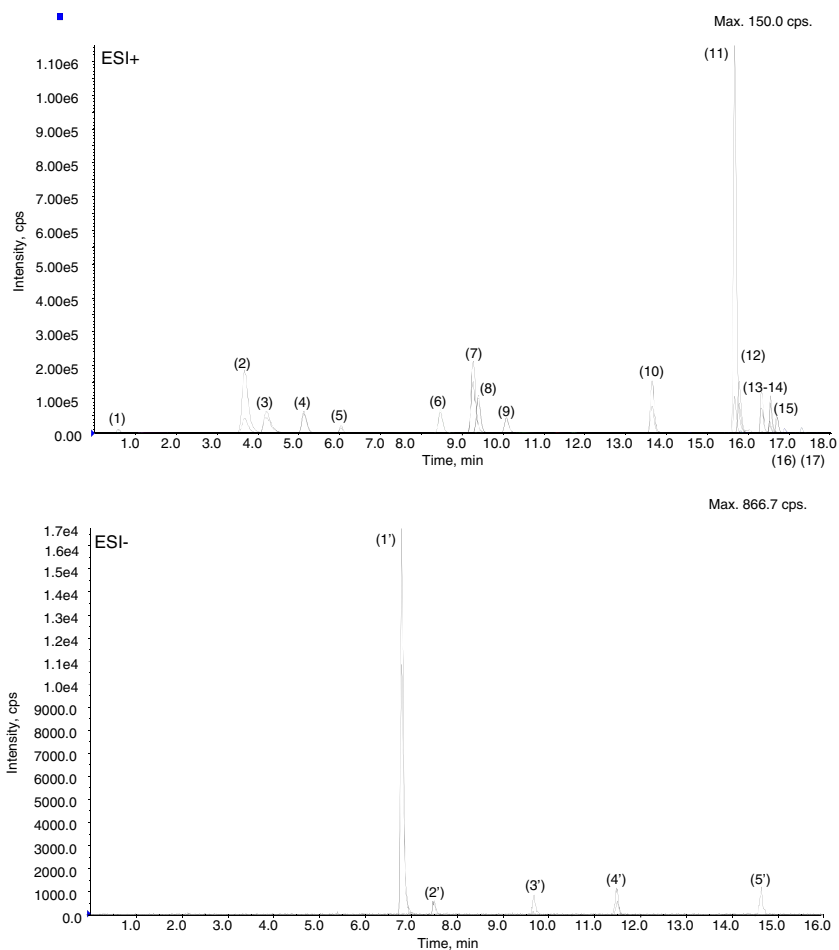 Max. 150.0 cps.
ESI+
(11)
1.10e6
1.00e6
9.00e5
8.00e5
7.00e5
6.00e5
5.00e5
4.00e5
3.00e5
2.00e5
1.00e5
0.00
Intensity, cps
(1)
(2)
(3)
(4)
(5)
(6)
(7)
(8)
(9)
(10)
(12)
(13-14)
(15)
1.0 2.0 3.0 4.0 5.0 6.0 7.0 8.0 9.0 10.0 11.0 12.0 13.0 14.0 15.0 16.0 17.0 18.0
Time, min
(16) (17)
Max. 866.7 cps.
ESI-
(1')
1.7e4
1.6e4
1.5e4
1.4e4
1.3e4
1.2e4
1.1e4
1.0e4
9000.0
8000.0
7000.0
6000.0
5000.0
4000.0
3000.0
2000.0
1000.0
0.0
Intensity, cps
(2')
(3')
(4')
(5')
1.0 2.0 3.0 4.0 5.0 6.0 7.0 8.0 9.0 10.0 11.0 12.0 13.0 14.0 15.0 16.0
Time, min